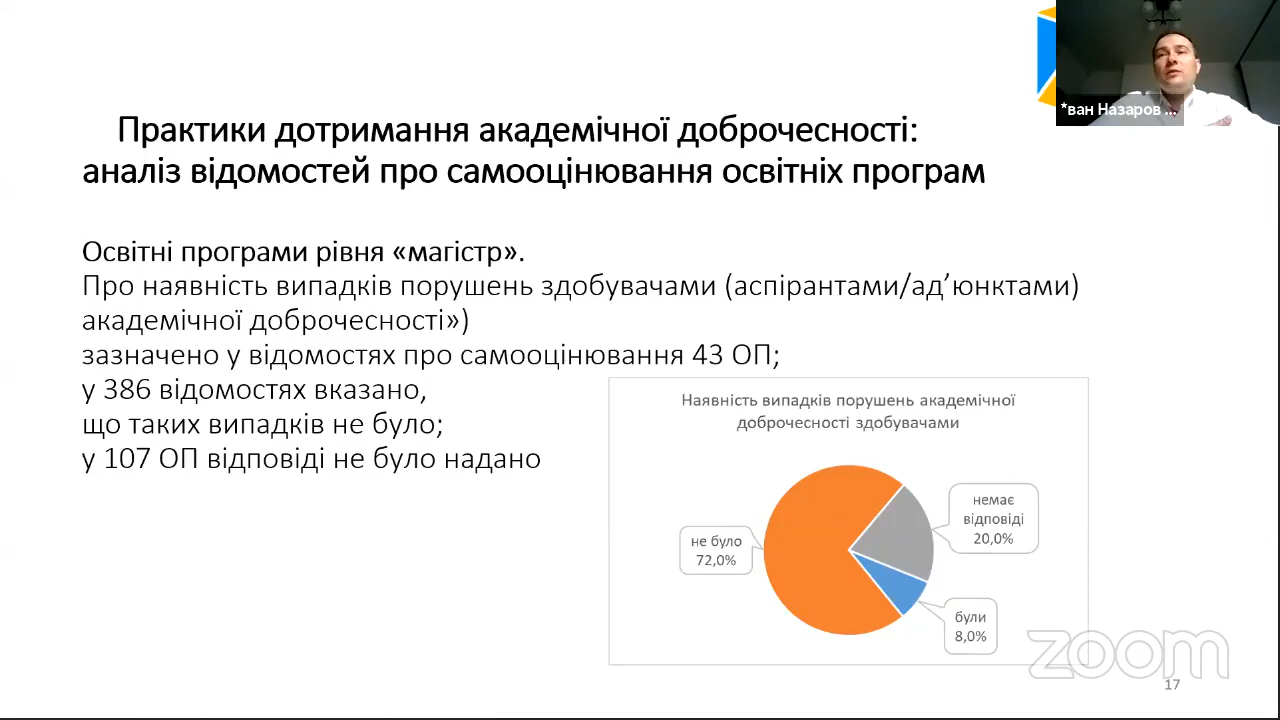 *ван Назаров ...
Практики дотримання академічної доброчесності:
аналіз відомостей про самооцінювання освітніх програм
Освітні програми рівня «магістр».
Про наявність випадків порушень здобувачами (аспірантами/ад’юнктами)
академічної доброчесності»)
зазначено у відомостях про самооцінювання 43 ОП;
у 386 відомостях вказано,
що таких випадків не було;
у 107 ОП відповіді не було надано
Наявність випадків порушень академічної
доброчесності здобувачами
не було
72,0%
немає
відповіді
20,0%
були
8,0%
zoom
17